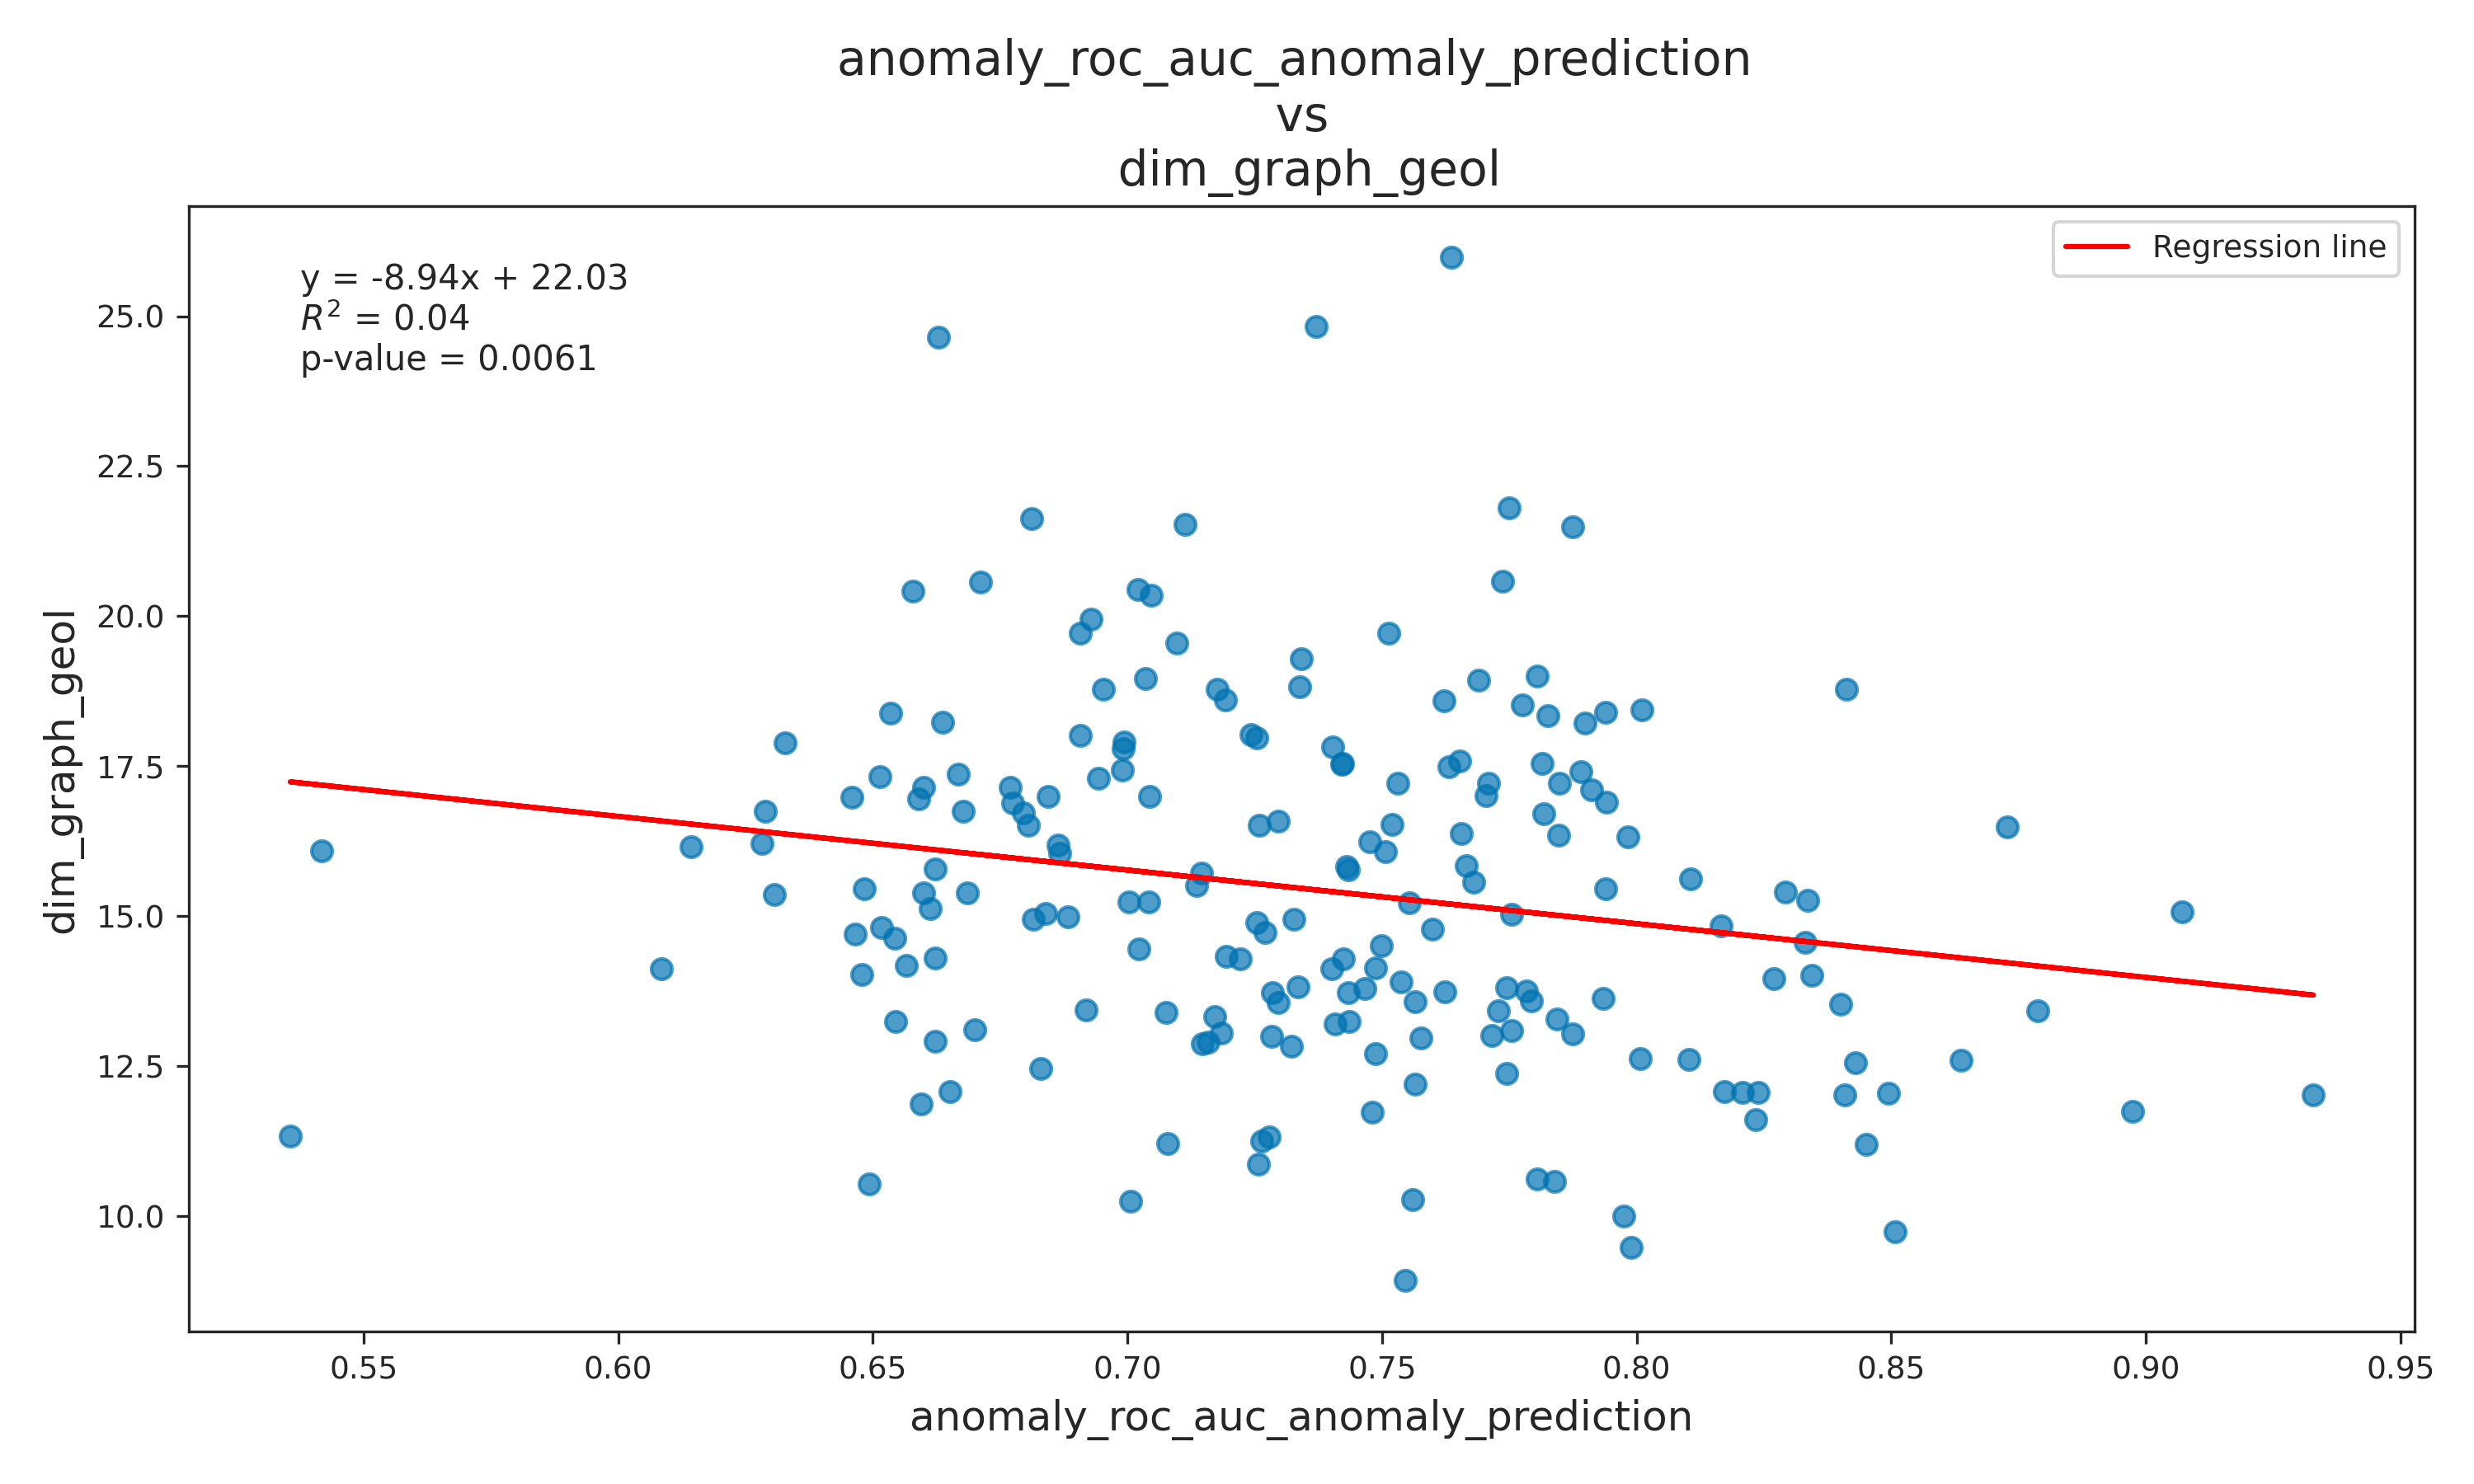 anomaly_roc_auc_anomaly_prediction
vs
dim_graph_geol
y = -8.94x + 22.03
R² = 0.04
p-value = 0.0061
Regression line
25.0
22.5
20.0
17.5
15.0
12.5
10.0
dim_graph_geol
0.55 0.60 0.65 0.70 0.75 0.80 0.85 0.90 0.95
anomaly_roc_auc_anomaly_prediction